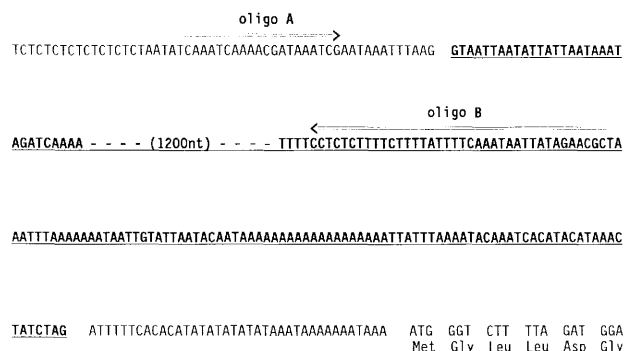 oligo A
TCTCTCTCTCTCTCTCTAATATCAAATCAAAACGATAAATCGAATAAATTTAAG GTAATTAATATTATTAATAAAT
oligo B
AGATCAAAA - - - - (1200nt) - - - - TTTTCCTCTCTTTTCTTTTATTTTCAAATAATTATAGAACGCTA
AATTTAAAAAAATAATTGTATTAATACAATAAAAAAAAAAAAAAAAAAATTATTTAAAATACAAATCACATACATAAAC
TATCTAG ATTTTTCACACATATATATATATAAATAAAAAAATAAA ATG GGT CTT TTA GAT GGA
Met Gly Leu Leu Asp Gly